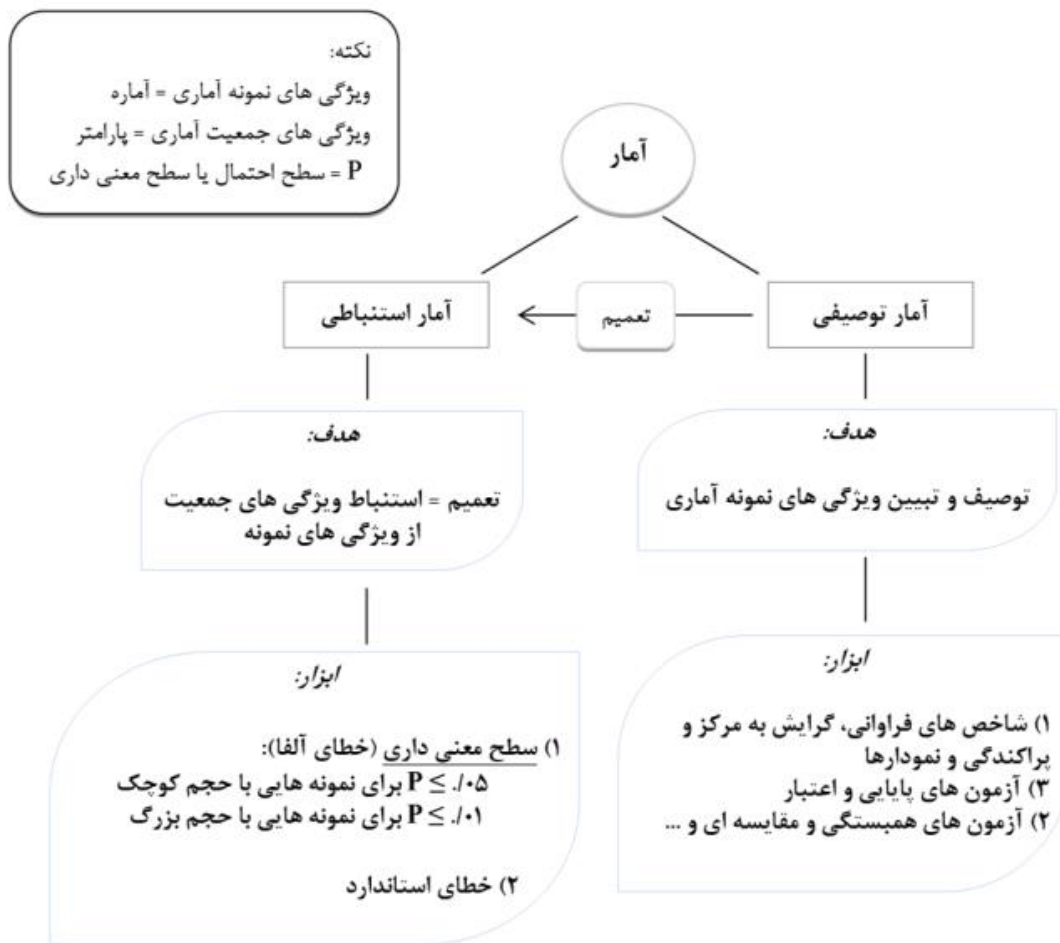 نکته:
ویژگی های نمونه آماری = آماره
ویژگی های جمعیت آماری = پارامتر
P = سطح احتمال یا سطح معنی داری
آمار
آمار توصیفی
تعمیم
آمار استنباطی
هدف:
توصیف و تبیین ویژگی های نمونه آماری
هدف:
تعمیم = استنباط ویژگی های جمعیت
از ویژگی های نمونه
ابزار:
۱) شاخص های فراوانی، گرایش به مرکز و
پراکندگی و نمودارها
۳) آزمون های پایایی و اعتبار
۲) آزمون های همبستگی و مقایسه ای و ...
ابزار:
۱) سطح معنی داری (خطای آلفا):
P ≤ ./۰۵ برای نمونه هایی با حجم کوچک
P ≤ ./۰۱ برای نمونه هایی با حجم بزرگ
۲) خطای استاندارد